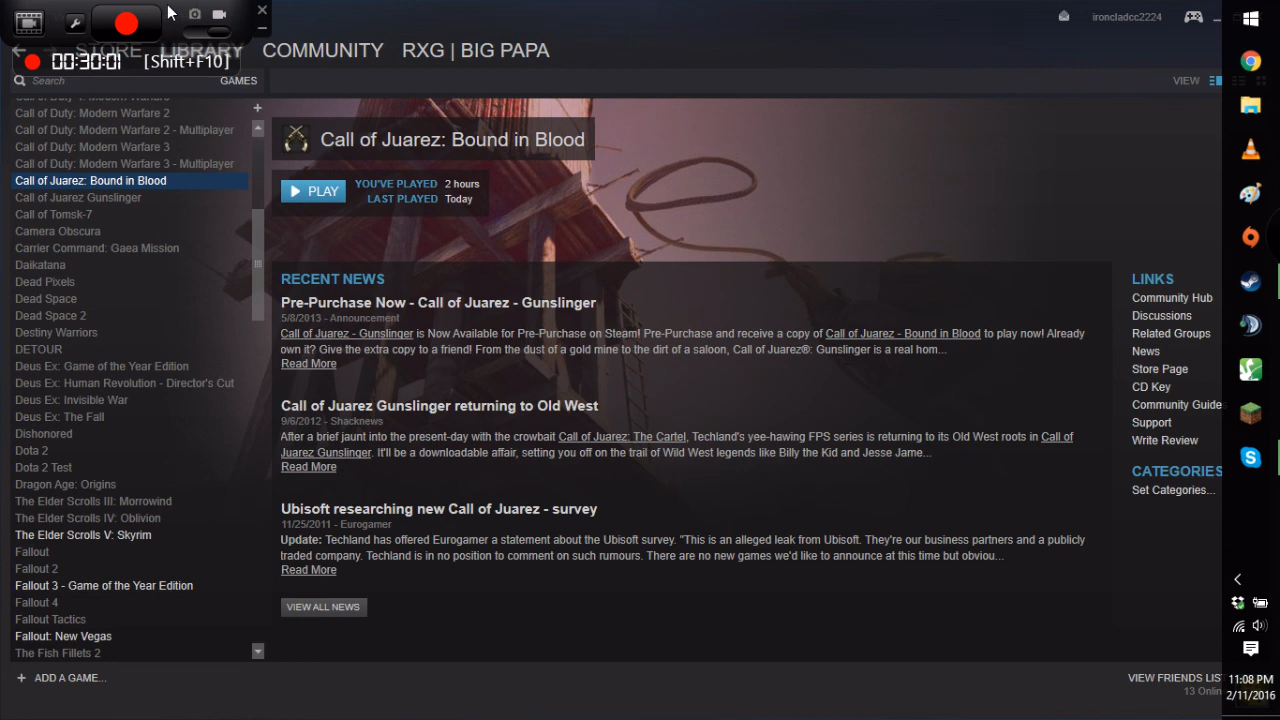 ironcladcc2224
STORE LIBRARY COMMUNITY RXG | BIG PAPA
00:30:01 [Shift+F10]
Search GAMES
VIEW
Call of Duty: Modern Warfare 2
Call of Duty: Modern Warfare 2 - Multiplayer
Call of Duty: Modern Warfare 3
Call of Duty: Modern Warfare 3 - Multiplayer
Call of Juarez: Bound in Blood
Call of Juarez Gunslinger
Call of Tomsk-7
Camera Obscura
Carrier Command: Gaea Mission
Daikatana
Dead Pixels
Dead Space
Dead Space 2
Destiny Warriors
DETOUR
Deus Ex: Game of the Year Edition
Deus Ex: Human Revolution - Director's Cut
Deus Ex: Invisible War
Deus Ex: The Fall
Dishonored
Dota 2
Dota 2 Test
Dragon Age: Origins
The Elder Scrolls III: Morrowind
The Elder Scrolls IV: Oblivion
The Elder Scrolls V: Skyrim
Fallout
Fallout 2
Fallout 3 - Game of the Year Edition
Fallout 4
Fallout Tactics
Fallout: New Vegas
The Fish Fillets 2
+ ADD A GAME...
Call of Juarez: Bound in Blood
PLAY
YOU'VE PLAYED 2 hours
LAST PLAYED Today
RECENT NEWS
Pre-Purchase Now - Call of Juarez - Gunslinger
5/8/2013 - Announcement
Call of Juarez - Gunslinger is Now Available for Pre-Purchase on Steam! Pre-Purchase and receive a copy of Call of Juarez - Bound in Blood to play now! Already
own it? Give the extra copy to a friend! From the dust of a gold mine to the dirt of a saloon, Call of Juarez®: Gunslinger is a real hom...
Read More
Call of Juarez Gunslinger returning to Old West
9/6/2012 - Shacknews
After a brief jaunt into the present-day with the crowbait Call of Juarez: The Cartel, Techland's yee-hawing FPS series is returning to its Old West roots in Call of
Juarez Gunslinger. It'll be a downloadable affair, setting you off on the trail of Wild West legends like Billy the Kid and Jesse Jame...
Read More
Ubisoft researching new Call of Juarez - survey
11/25/2011 - Eurogamer
Update: Techland has offered Eurogamer a statement about the Ubisoft survey. "This is an alleged leak from Ubisoft. They're our business partners and a publicly
traded company. Techland is in no position to comment on such rumours. There are no new games we'd like to announce at this time but obviou...
Read More
VIEW ALL NEWS
LINKS
Community Hub
Discussions
Related Groups
News
Store Page
CD Key
Community Guide
Support
Write Review
CATEGORIES
Set Categories...
VIEW FRIENDS LIS
13 Onlin
11:08 PM
2/11/2016